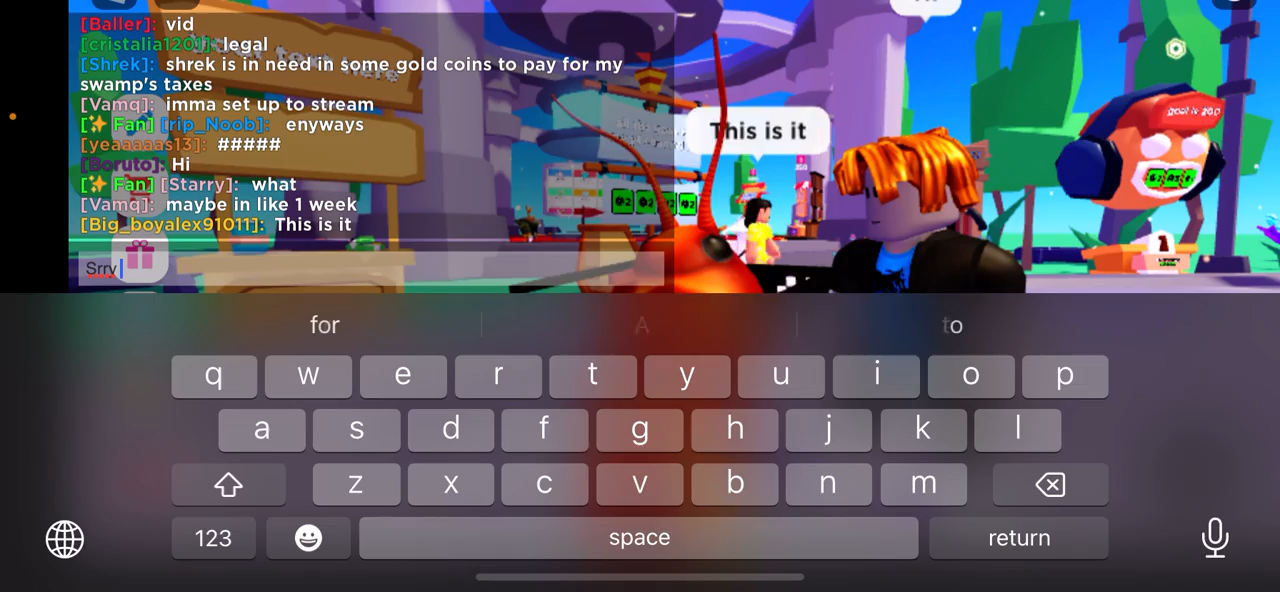 [Baller]: vid
[cristalia1201]: legal
[Shrek]: shrek is in need in some gold coins to pay for my
swamp's taxes
[Vamq]: imma set up to stream
[✨ Fan] [rip_Noob]: enyways
[yeaaaaas13]: #####
[Boruto]: Hi
[✨ Fan] [Starry]: what
[Vamq]: maybe in like 1 week
[Big_boyalex91011]: This is it
Srrv
This is it
for
A
to
q w e r t y u i o p
a s d f g h j k l
z x c v b n m
123
space
return